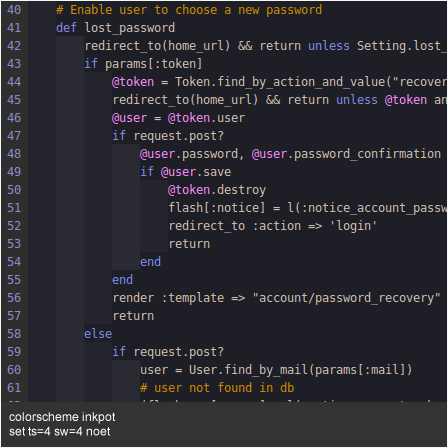 40 # Enable user to choose a new password
41 def lost_password
42 redirect_to(home_url) && return unless Setting.lost_
43 if params[:token]
44 @token = Token.find_by_action_and_value("recover
45 redirect_to(home_url) && return unless @token an
46 @user = @token.user
47 if request.post?
48 @user.password, @user.password_confirmation
49 if @user.save
50 @token.destroy
51 flash[:notice] = l(:notice_account_passw
52 redirect_to :action => 'login'
53 return
54 end
55 end
56 render :template => "account/password_recovery"
57 return
58 else
59 if request.post?
60 user = User.find_by_mail(params[:mail])
61 # user not found in db
colorscheme inkpot
set ts=4 sw=4 noet